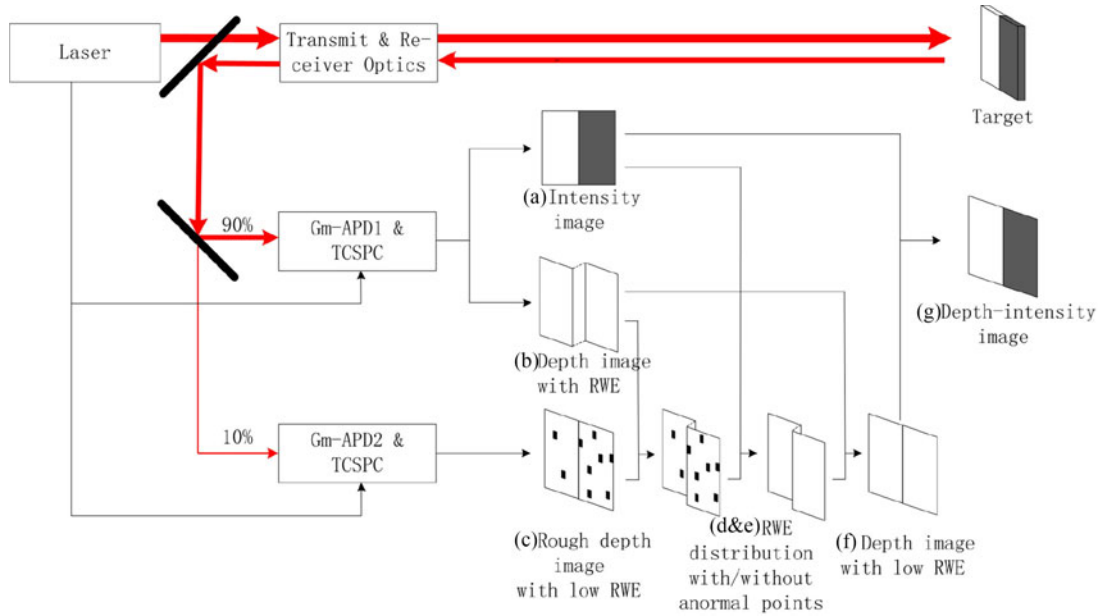 Laser
Transmit & Re-
ceiver Optics
Target
90%
Gm-APD1 &
TCSPC
(a)Intensity
image
(b)Depth image
with RWE
(g)Depth-intensity
image
10%
Gm-APD2 &
TCSPC
(c)Rough depth
image
with low RWE
(d&e)RWE
distribution
with/without
anormal points
(f)Depth image
with low RWE